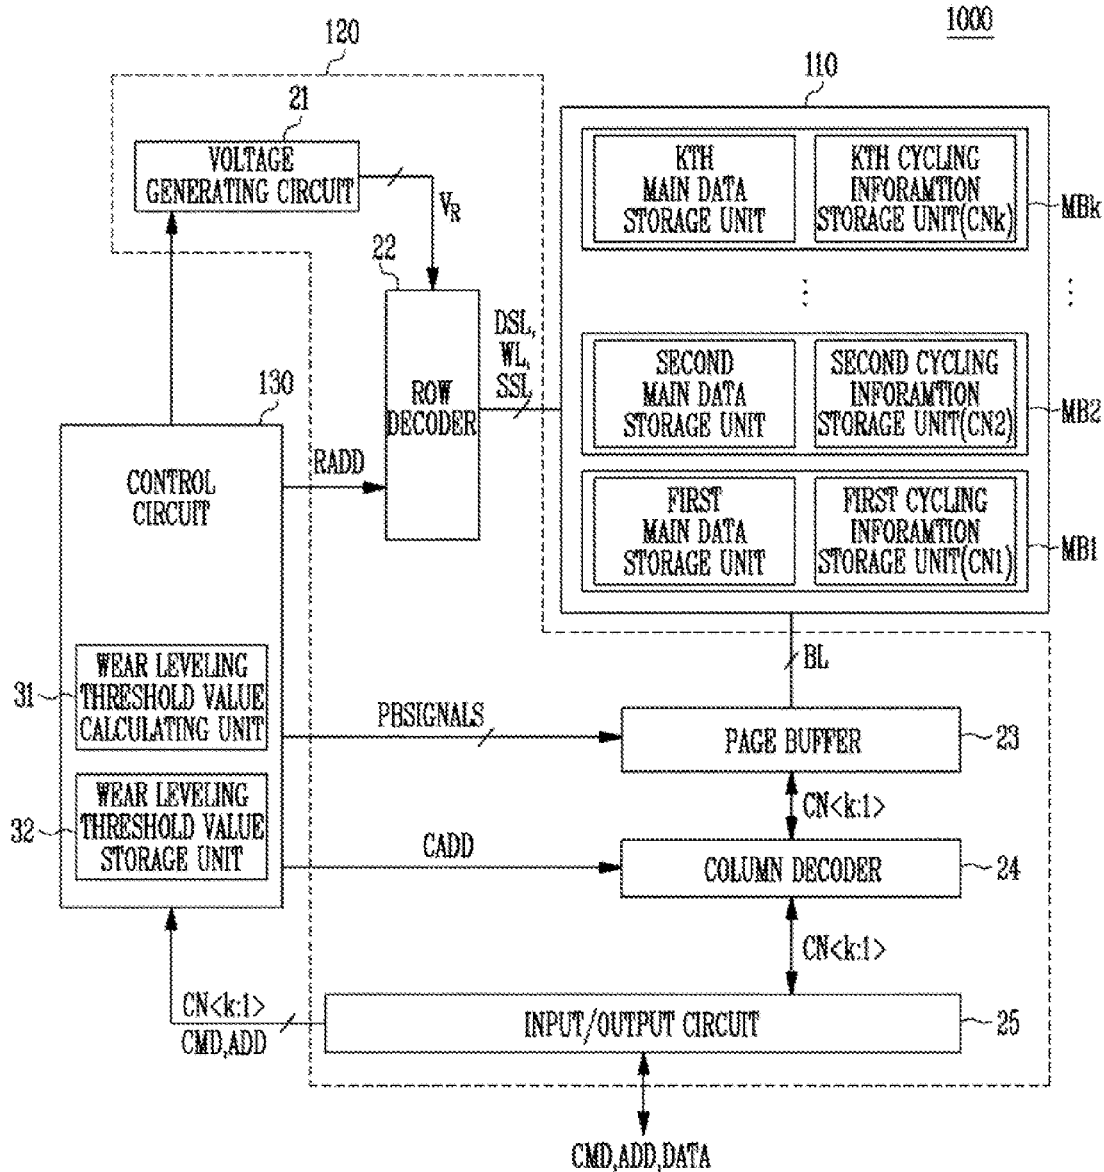 1000
120
110
21
VOLTAGE
GENERATING CIRCUIT
V_R
22
ROW
DECODER
DSL,
WL,
SSL
KTH
MAIN DATA
STORAGE UNIT
KTH CYCLING
INFORAMTION
STORAGE UNIT(CNk)
MBk
SECOND
MAIN DATA
STORAGE UNIT
SECOND CYCLING
INFORAMTION
STORAGE UNIT(CN2)
MB2
FIRST
MAIN DATA
STORAGE UNIT
FIRST CYCLING
INFORAMTION
STORAGE UNIT(CN1)
MB1
130
CONTROL
CIRCUIT
RADD
31
WEAR LEVELING
THRESHOLD VALUE
CALCULATING UNIT
32
WEAR LEVELING
THRESHOLD VALUE
STORAGE UNIT
BL
PBSIGNALS
PAGE BUFFER
23
CN<k:1>
CADD
COLUMN DECODER
24
CN<k:1>
CN<k:1>
CMD,ADD
INPUT/OUTPUT CIRCUIT
25
CMD,ADD,DATA